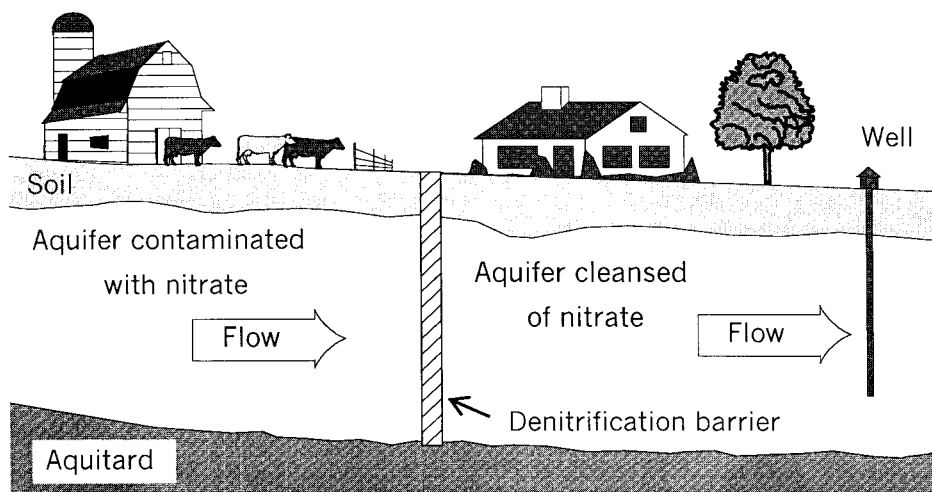 Well
Soil
Aquifer contaminated
with nitrate
Aquifer cleansed
of nitrate
Flow
Flow
Denitrification barrier
Aquitard